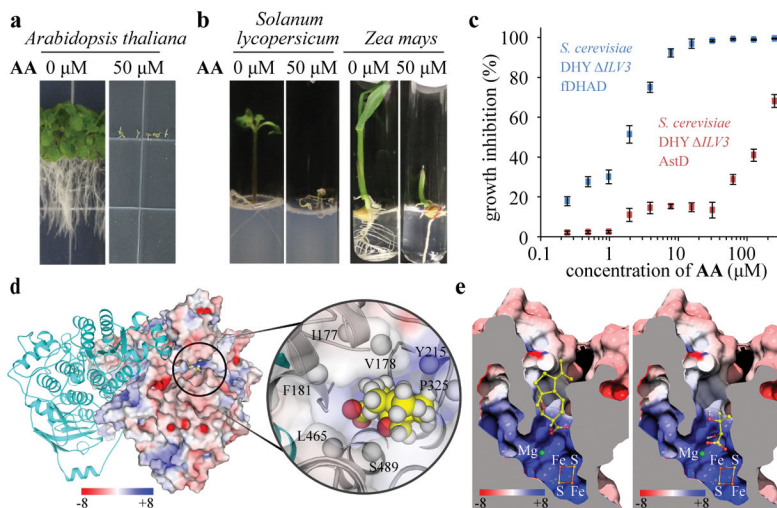 a
Arabidopsis thaliana
AA 0 μM 50 μM
b
Solanum
lycopersicum
Zea mays
AA 0 μM 50 μM 0 μM 50 μM
c
growth inhibition (%)
100
80
60
40
20
0
S. cerevisiae
DHY ΔILV3
fDHAD
S. cerevisiae
DHY ΔILV3
AstD
0.1 1 10 100
concentration of AA (μM)
d
-8 +8
I177
V178
Y215
F181
P325
L465
S489
e
Mg
Fe S
S Fe
-8 +8
Mg
Fe S
S Fe
-8 +8